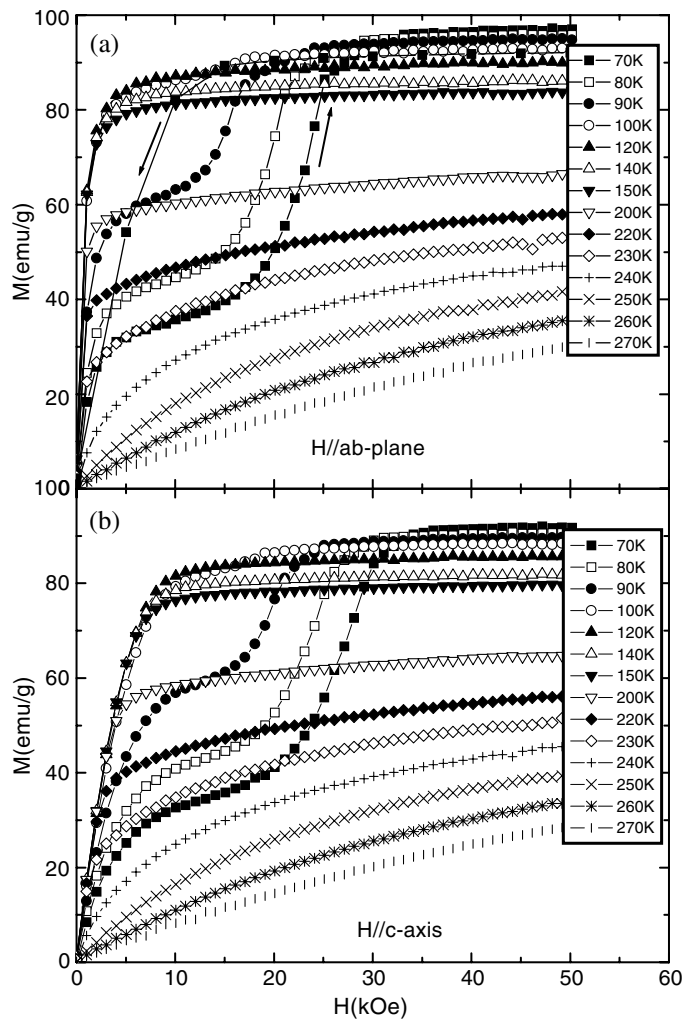 100
(a)
80
60
40
20
M(emu/g)
70K
80K
90K
100K
120K
140K
150K
200K
220K
230K
240K
250K
260K
270K
H//ab-plane
0
100
(b)
80
60
40
20
0
M(emu/g)
70K
80K
90K
100K
120K
140K
150K
200K
220K
230K
240K
250K
260K
270K
H//c-axis
0 10 20 30 40 50 60
H(kOe)